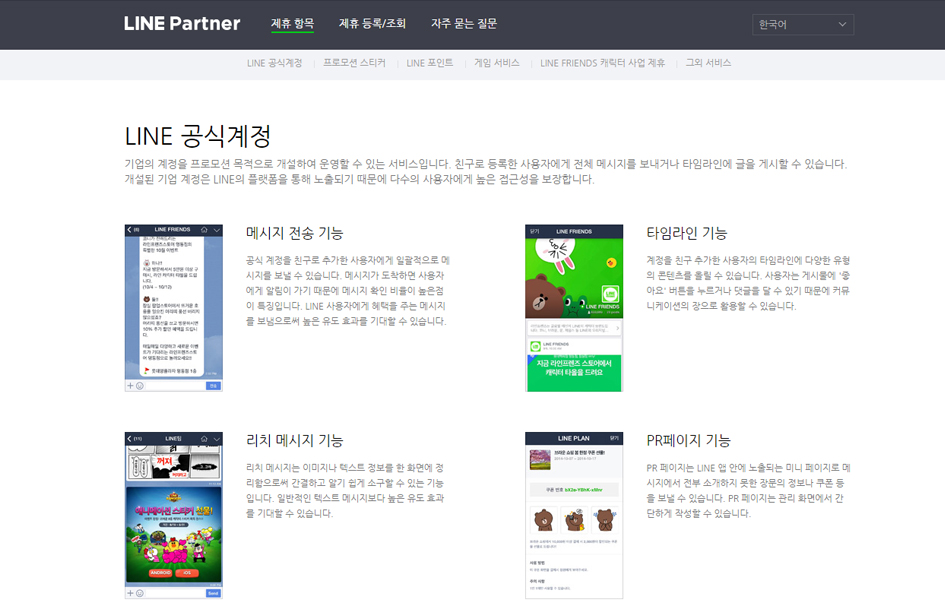 LINE Partner
제휴 항목
제휴 등록/조회
자주 묻는 질문
한국어
LINE 공식계정
프로모션 스티커
LINE 포인트
게임 서비스
LINE FRIENDS 캐릭터 사업 제휴
그외 서비스
LINE 공식계정
기업의 계정을 프로모션 목적으로 개설하여 운영할 수 있는 서비스입니다. 친구로 등록한 사용자에게 전체 메시지를 보내거나 타임라인에 글을 게시할 수 있습니다.
개설된 기업 계정은 LINE의 플랫폼을 통해 노출되기 때문에 다수의 사용자에게 높은 접근성을 보장합니다.
LINE FRIENDS
메시지 전송 기능
공식 계정을 친구로 추가한 사용자에게 일괄적으로 메
시지를 보낼 수 있습니다. 메시지가 도착하면 사용자
에게 알림이 가기 때문에 메시지 확인 비율이 높은점
이 특징입니다. LINE 사용자에게 혜택을 주는 메시지
를 보냄으로써 높은 유도 효과를 기대할 수 있습니다.
닫기
LINE FRIENDS
LINE FRIENDS
LINE FRIENDS
지금 라인프렌즈 스토어에서
캐릭터 타올을 드려요
타임라인 기능
계정을 친구 추가한 사용자의 타임라인에 다양한 유형
의 콘텐츠를 올릴 수 있습니다. 사용자는 게시물에 '좋
아요' 버튼을 누르거나 댓글을 달 수 있기 때문에 커뮤
니케이션의 장으로 활용할 수 있습니다.
LINE팀
꺼져
애니메이션 스티커 선물!
ANDROID
iOS
Send
리치 메시지 기능
리치 메시지는 이미지나 텍스트 정보를 한 화면에 정
리함으로써 간결하고 알기 쉽게 소구할 수 있는 기능
입니다. 일반적인 텍스트 메시지보다 높은 유도 효과
를 기대할 수 있습니다.
LINE PLAN
닫기
PR페이지 기능
PR 페이지는 LINE 앱 안에 노출되는 미니 페이지로 메
시지에서 전부 소개하지 못한 장문의 정보나 쿠폰 등
을 보낼 수 있습니다. PR 페이지는 관리 화면에서 간
단하게 작성할 수 있습니다.